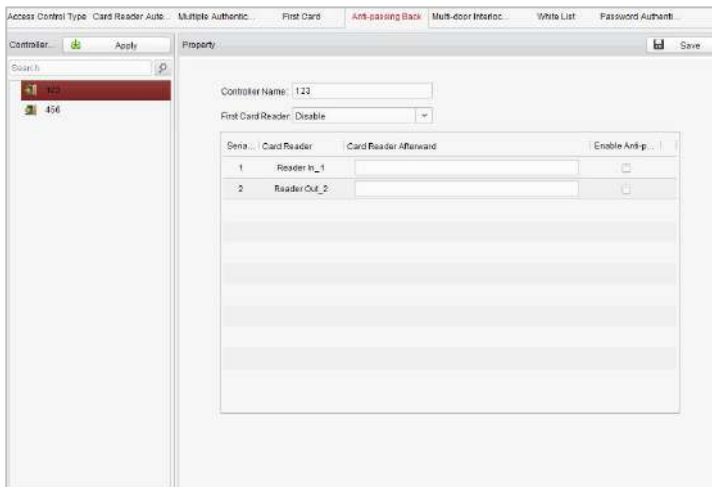 Access Control Type Card Reader Aute... Multiple Authentic... First Card Anti-passing Back Multi-door Interloc... White List Password Authenti...
Controller... Apply Property Save
Search
123
456
Controller Name: 123
First Card Reader: Disable
Seria... Card Reader Card Reader Afterward Enable Anti-p...
1 Reader In_1
2 Reader Out_2